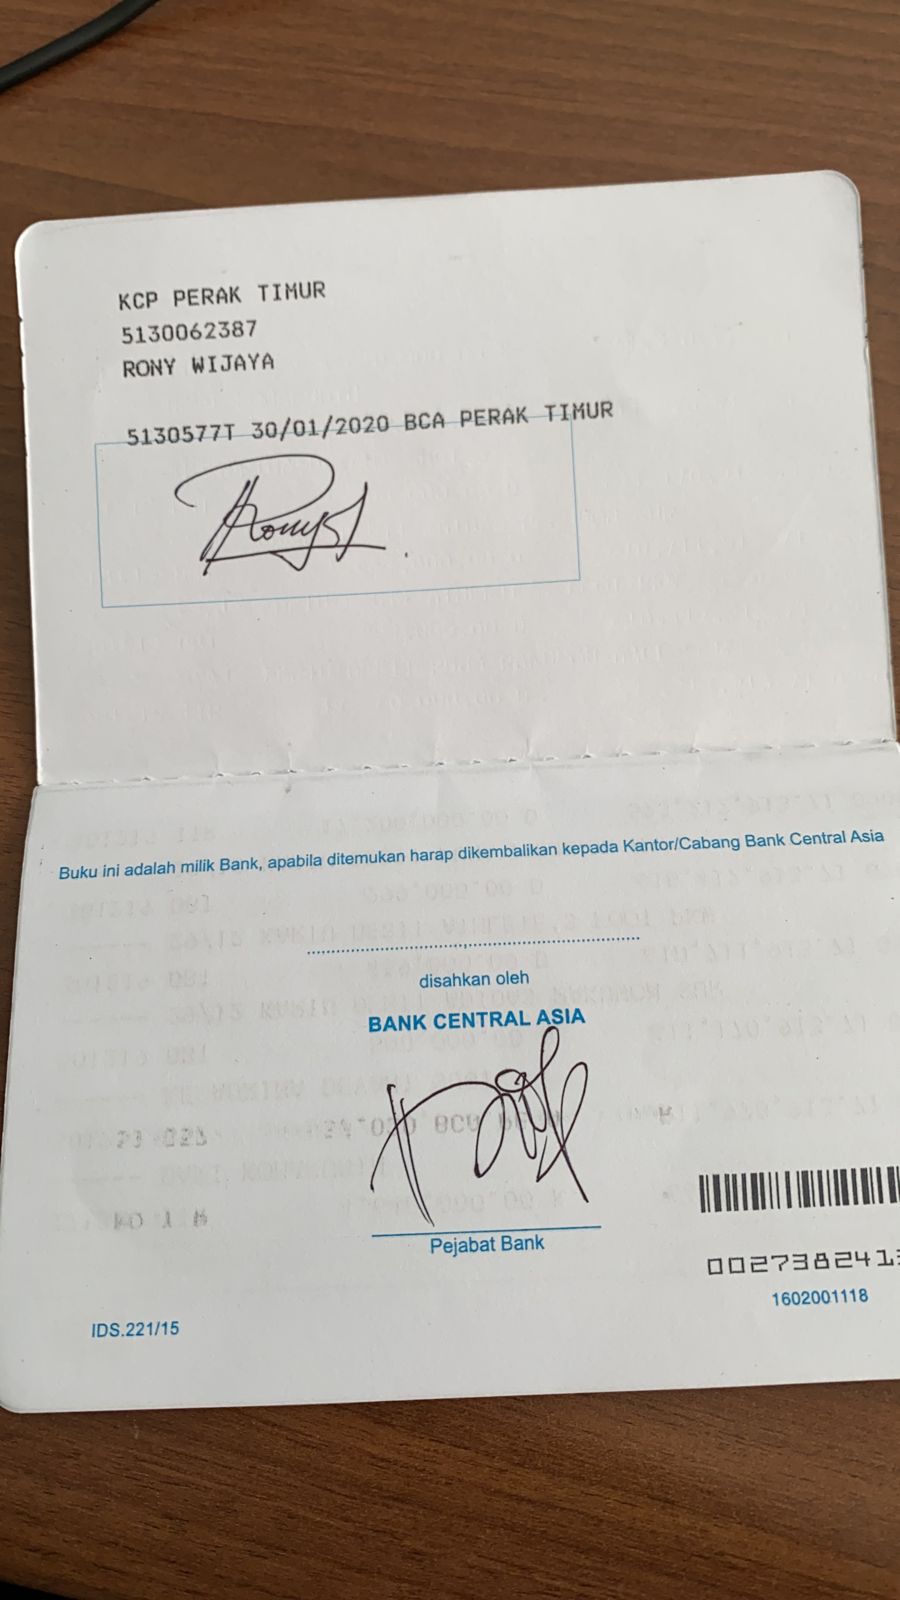 KCP PERAK TIMUR
5130062387
RONY WIJAYA
5130577T 30/01/2020 BCA PERAK TIMUR
Buku ini adalah milik Bank, apabila ditemukan harap dikembalikan kepada Kantor/Cabang Bank Central Asia
disahkan oleh
BANK CENTRAL ASIA
Pejabat Bank
002738241
1602001118
IDS.221/15